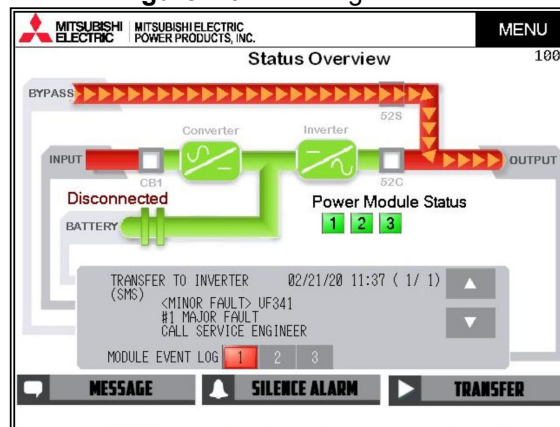 MITSUBISHI ELECTRIC
MITSUBISHI ELECTRIC POWER PRODUCTS, INC.
MENU
Status Overview
100
BYPASS
52S
Converter
Inverter
INPUT
OUTPUT
CB1
52C
Disconnected
Power Module Status
BATTERY
1 2 3
TRANSFER TO INVERTER 02/21/20 11:37 ( 1/ 1)
(SMS)
<MINOR FAULT> UF341
#1 MAJOR FAULT
CALL SERVICE ENGINEER
MODULE EVENT LOG 1 2 3
MESSAGE SILENCE ALARM TRANSFER